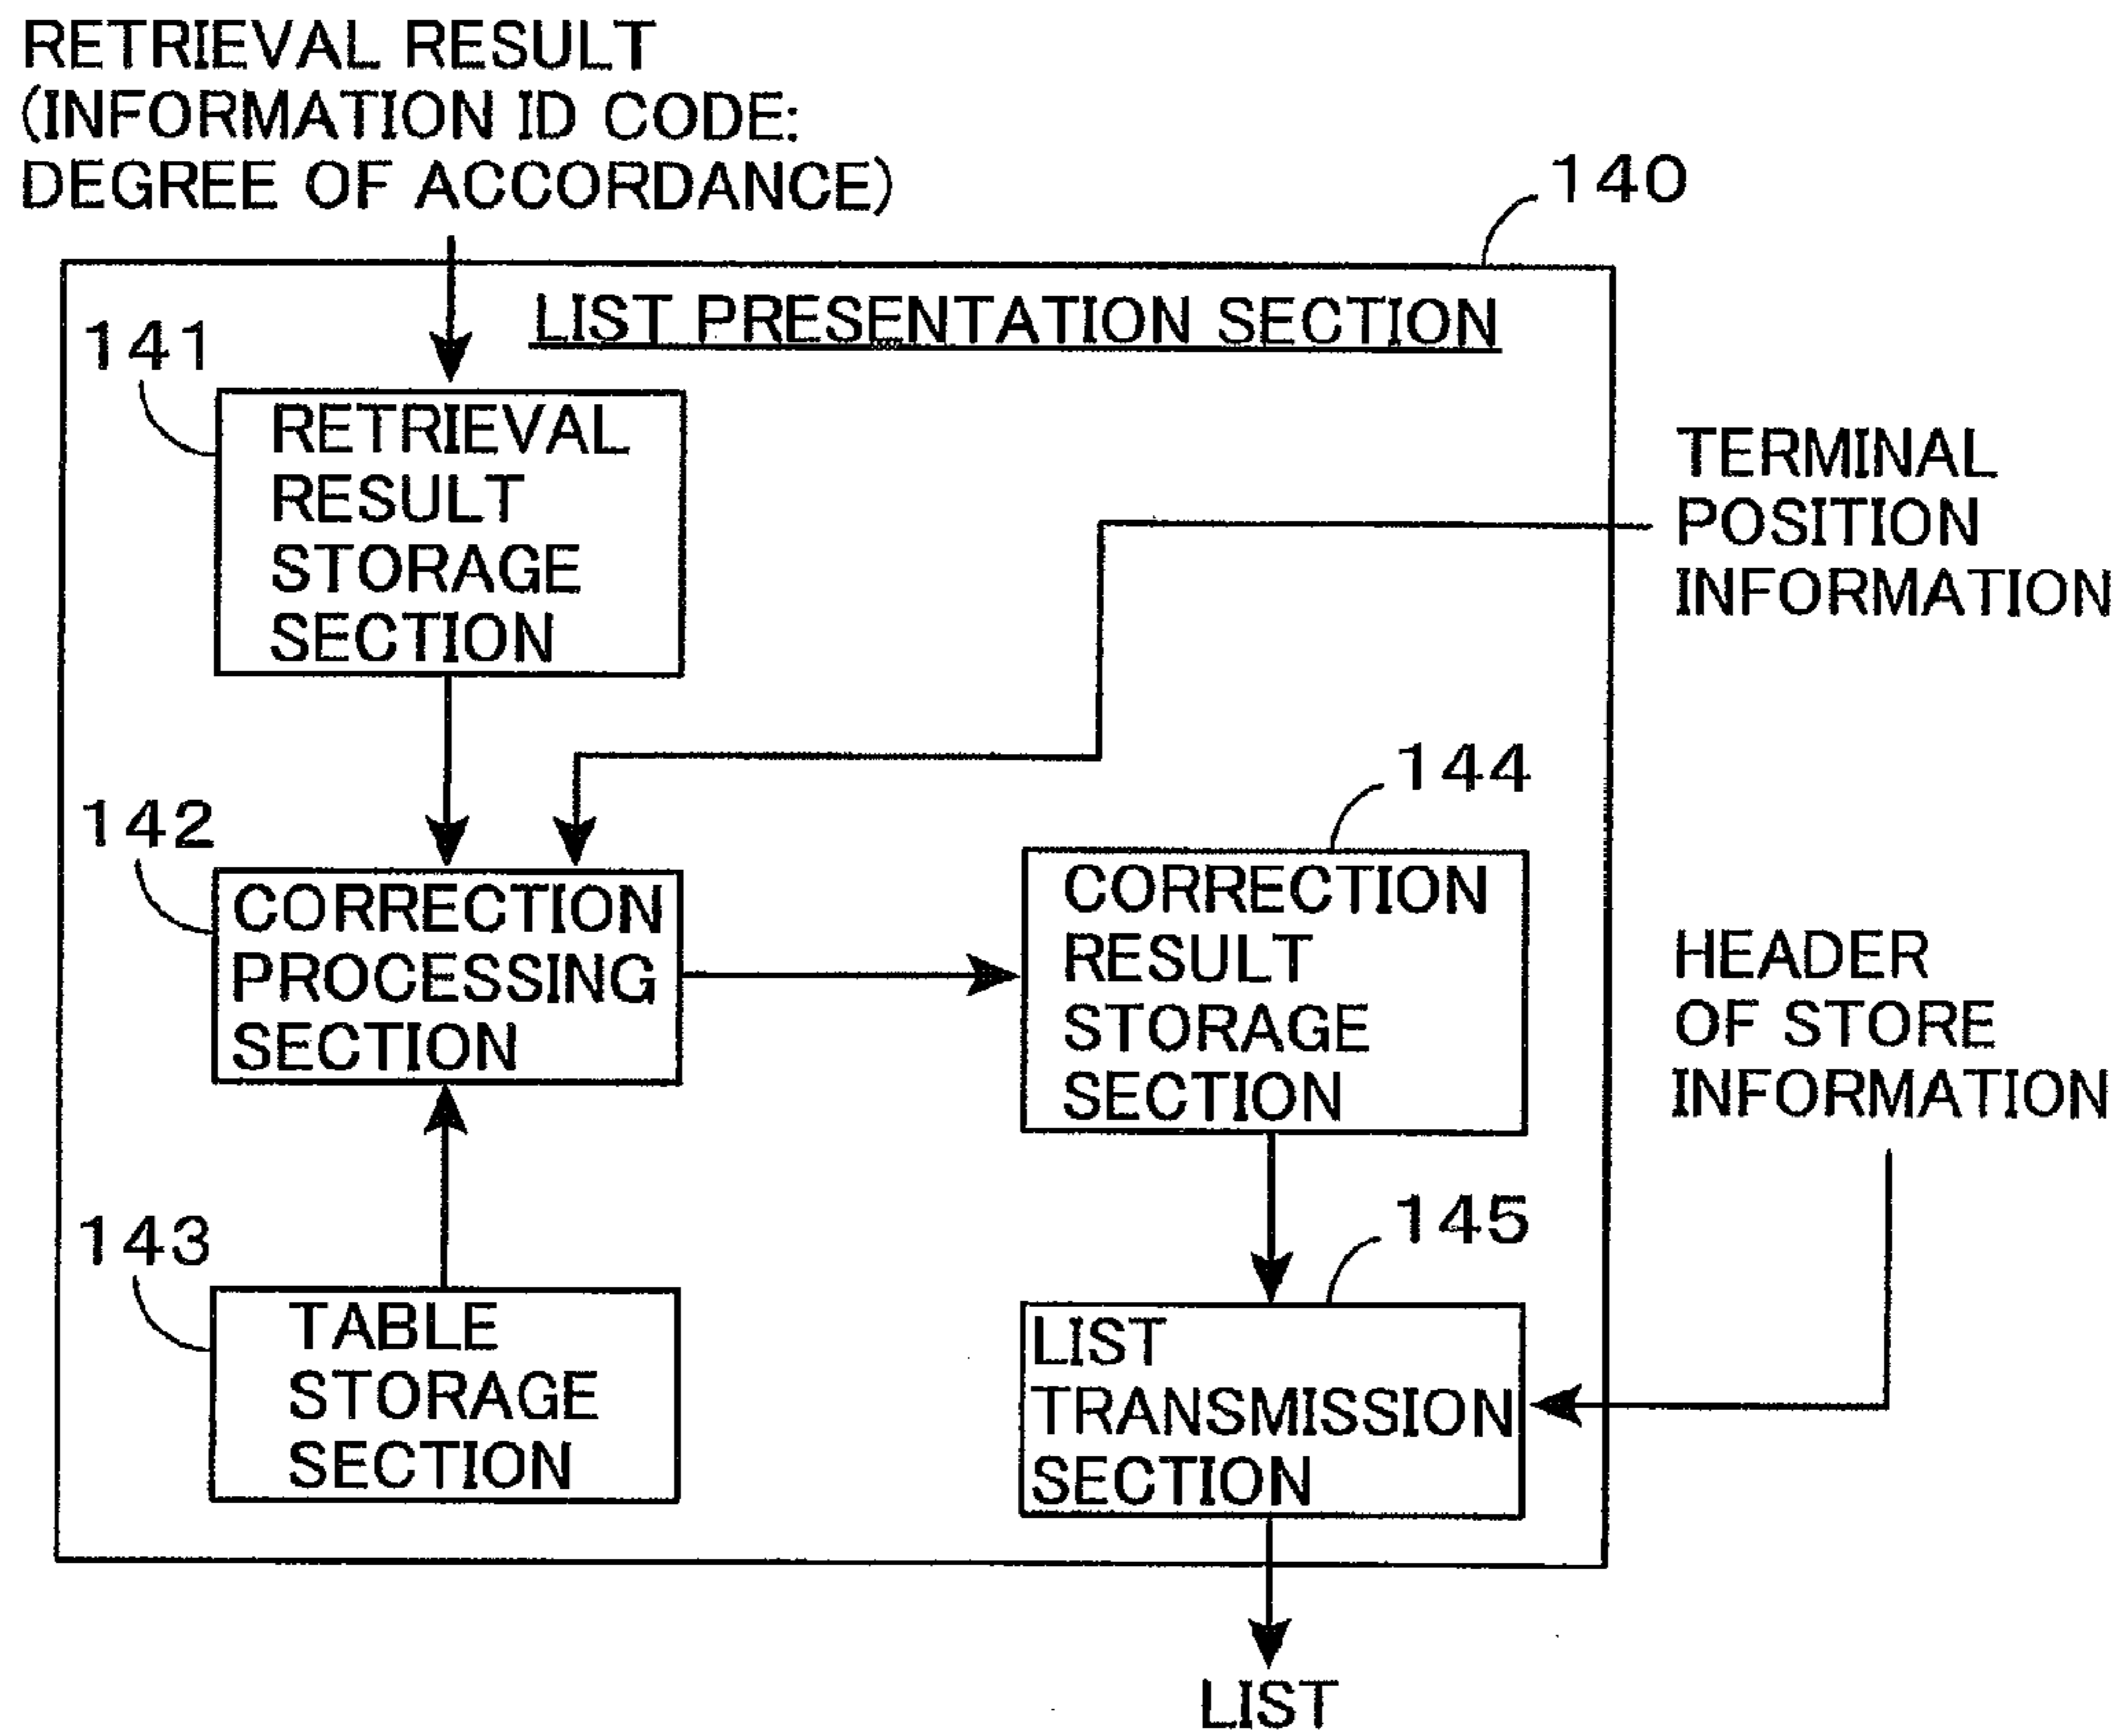 RETRIEVAL RESULT
(INFORMATION ID CODE:
DEGREE OF ACCORDANCE)
140
LIST PRESENTATION SECTION
141
RETRIEVAL
RESULT
STORAGE
SECTION
TERMINAL
POSITION
INFORMATION
142
CORRECTION
PROCESSING
SECTION
144
CORRECTION
RESULT
STORAGE
SECTION
HEADER
OF STORE
INFORMATION
143
TABLE
STORAGE
SECTION
145
LIST
TRANSMISSION
SECTION
LIST